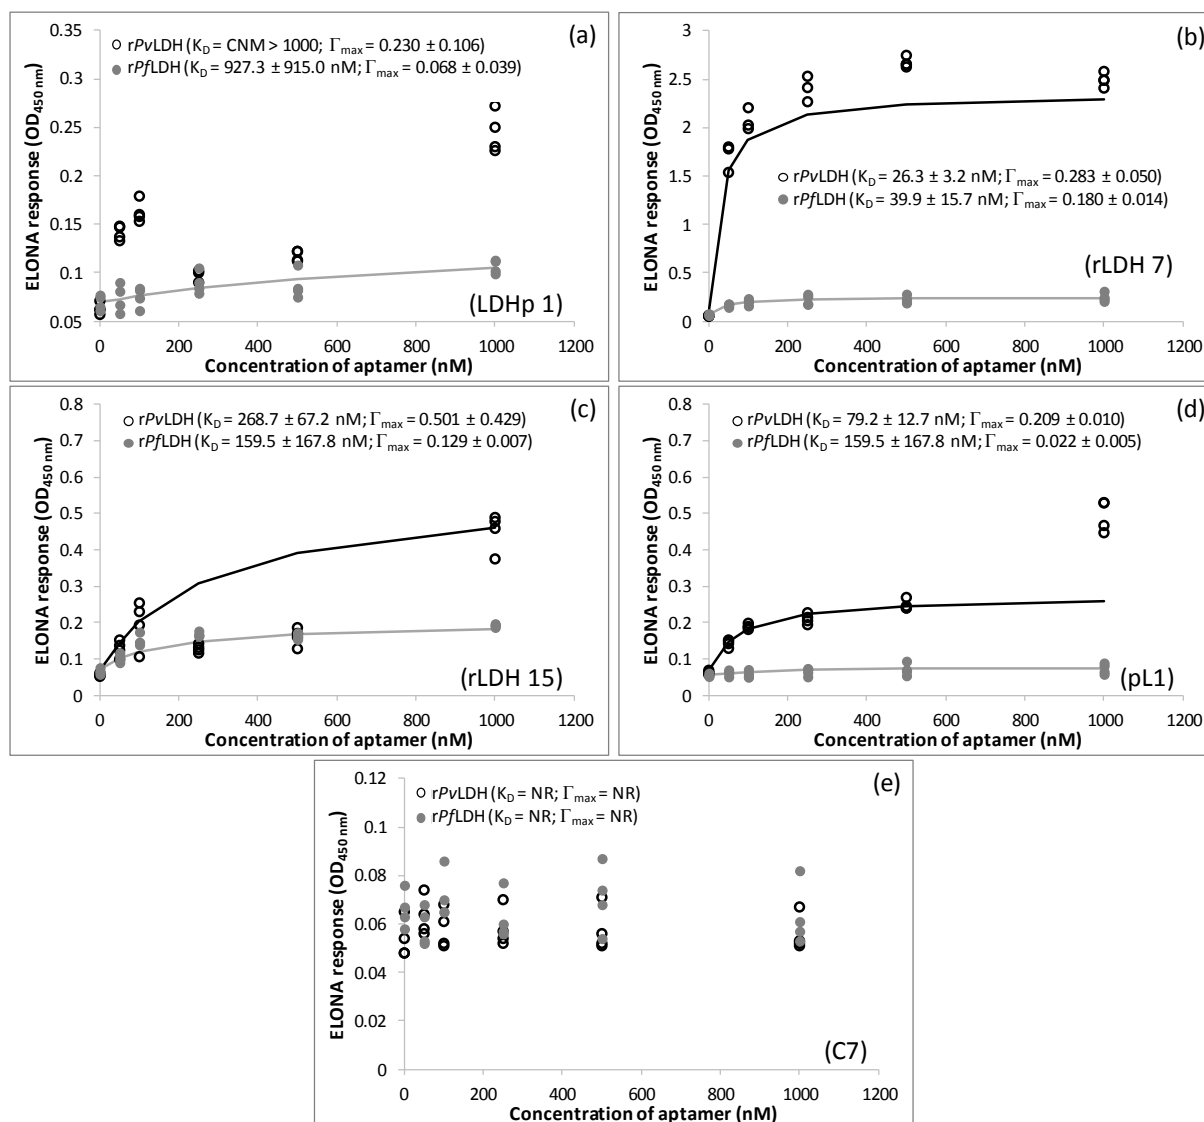 (a)
rPvLDH (KD = CNM > 1000; Γmax = 0.230 ± 0.106)
rPfLDH (KD = 927.3 ± 915.0 nM; Γmax = 0.068 ± 0.039)
ELONA response (OD450 nm)
0.35
0.3
0.25
0.2
0.15
0.1
0.05
0 200 400 600 800 1000 1200
(LDHp 1)
Concentration of aptamer (nM)
(b)
ELONA response (OD450 nm)
3
2.5
2
1.5
1
0.5
0
rPvLDH (KD = 26.3 ± 3.2 nM; Γmax = 0.283 ± 0.050)
rPfLDH (KD = 39.9 ± 15.7 nM; Γmax = 0.180 ± 0.014)
(rLDH 7)
0 200 400 600 800 1000 1200
Concentration of aptamer (nM)
(c)
rPvLDH (KD = 268.7 ± 67.2 nM; Γmax = 0.501 ± 0.429)
rPfLDH (KD = 159.5 ± 167.8 nM; Γmax = 0.129 ± 0.007)
ELONA response (OD450 nm)
0.8
0.7
0.6
0.5
0.4
0.3
0.2
0.1
0
(rLDH 15)
0 200 400 600 800 1000 1200
Concentration of aptamer (nM)
(d)
rPvLDH (KD = 79.2 ± 12.7 nM; Γmax = 0.209 ± 0.010)
rPfLDH (KD = 159.5 ± 167.8 nM; Γmax = 0.022 ± 0.005)
ELONA response (OD450 nm)
0.8
0.7
0.6
0.5
0.4
0.3
0.2
0.1
0
(pL1)
0 200 400 600 800 1000 1200
Concentration of aptamer (nM)
(e)
rPvLDH (KD = NR; Γmax = NR)
rPfLDH (KD = NR; Γmax = NR)
ELONA response (OD450 nm)
0.12
0.1
0.08
0.06
0.04
0.02
0
(C7)
0 200 400 600 800 1000 1200
Concentration of aptamer (nM)